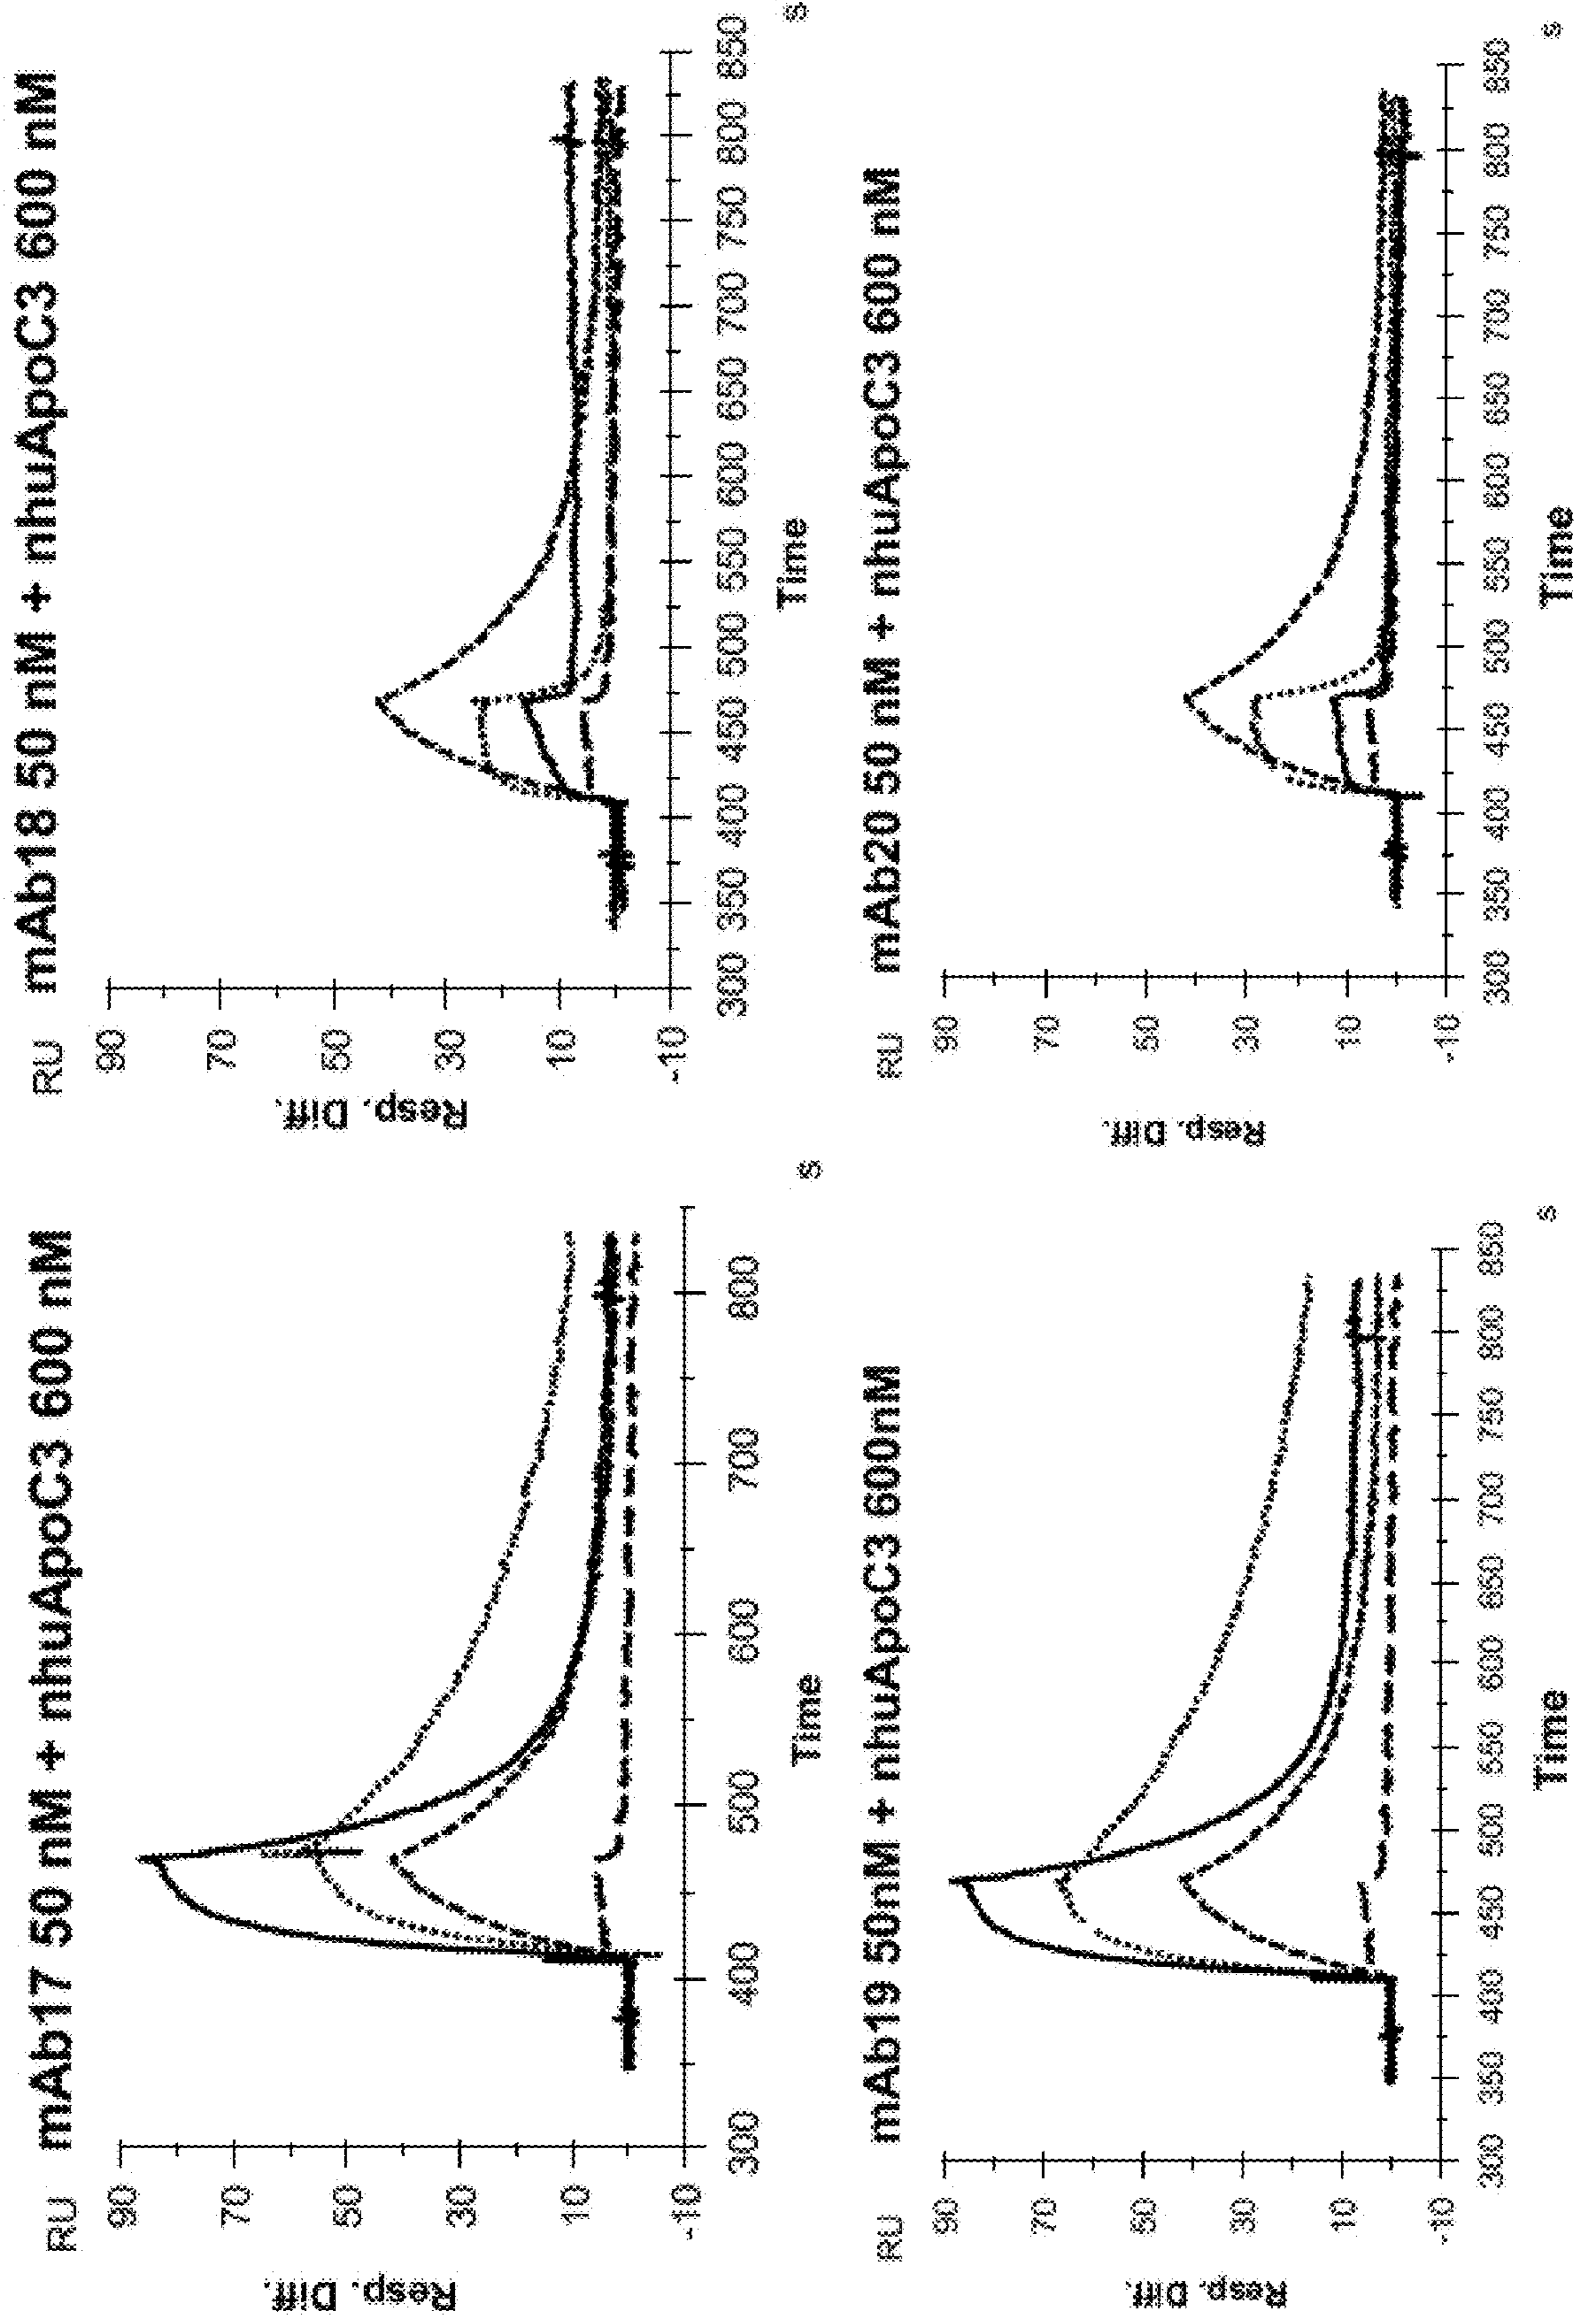 mAb17 50 nM + nhuApoC3 600 nM
RU
90
70
50
30
10
-10
Resp. Diff.
300 400 500 600 700 800
Time
s
mAb18 50 nM + nhuApoC3 600 nM
RU
90
70
50
30
10
-10
Resp. Diff.
300 350 400 450 500 550 600 650 700 750 800 850
Time
s
mAb19 50nM + nhuApoC3 600nM
RU
90
70
50
30
10
-10
Resp. Diff.
300 350 400 450 500 550 600 650 700 750 800 850
Time
s
mAb20 50 nM + nhuApoC3 600 nM
RU
90
70
50
30
10
-10
Resp. Diff.
300 350 400 450 500 550 600 650 700 750 800 850
Time
s